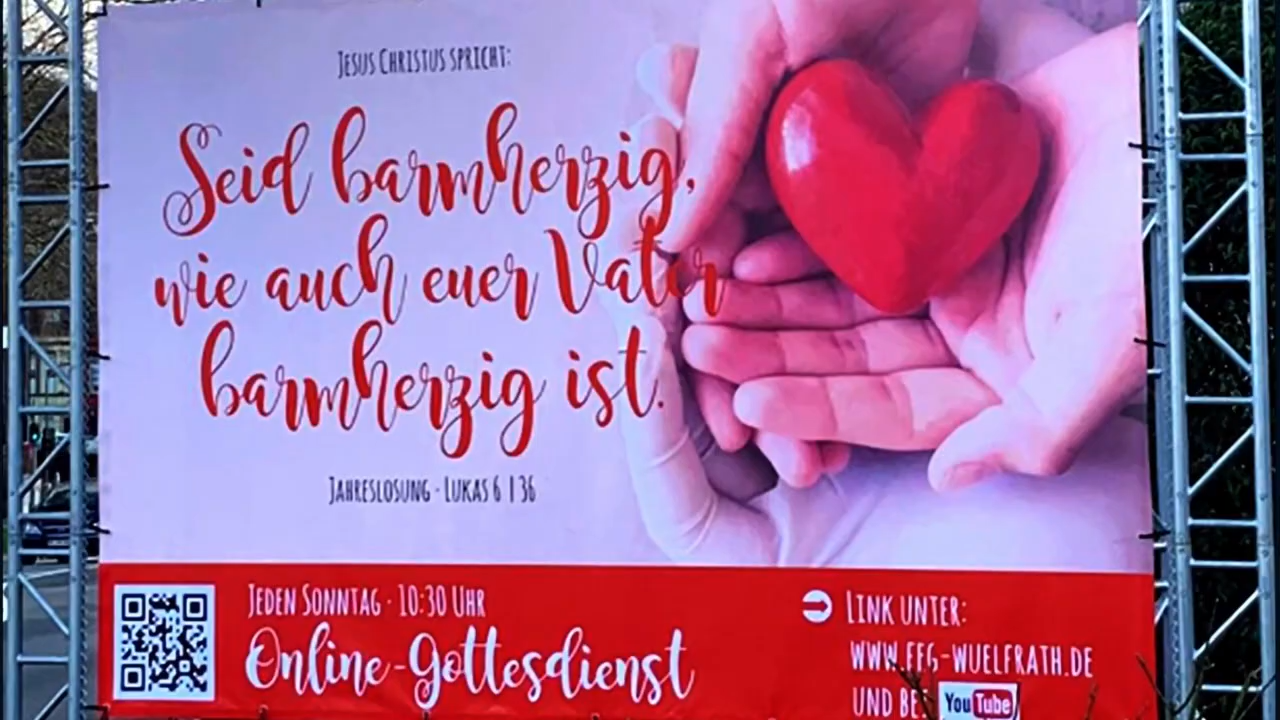 Jesus Christus spricht:
Seid barmherzig,
wie auch euer Vater
barmherzig ist.
Jahreslosung - Lukas 6 | 36
Jeden Sonntag - 10:30 Uhr
Online-Gottesdienst
Link unter:
www.efg-wuelfrath.de
und bei YouTube